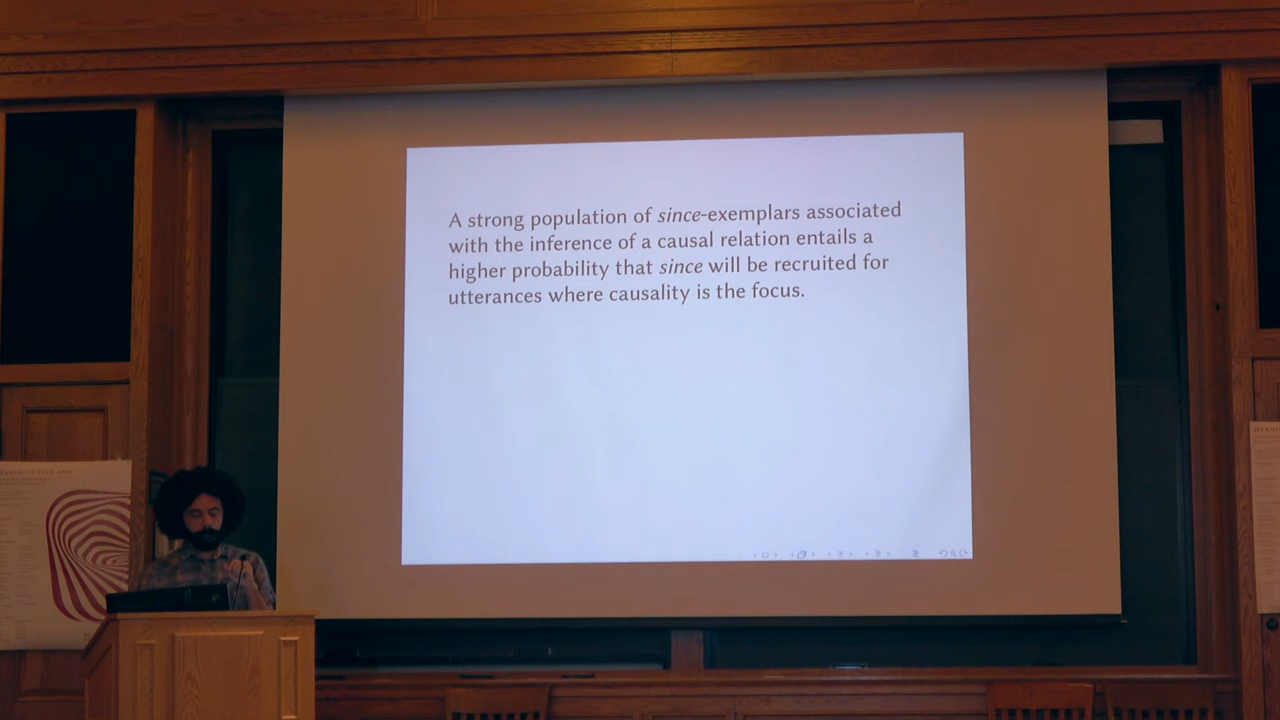 A strong population of since-exemplars associated
with the inference of a causal relation entails a
higher probability that since will be recruited for
utterances where causality is the focus.